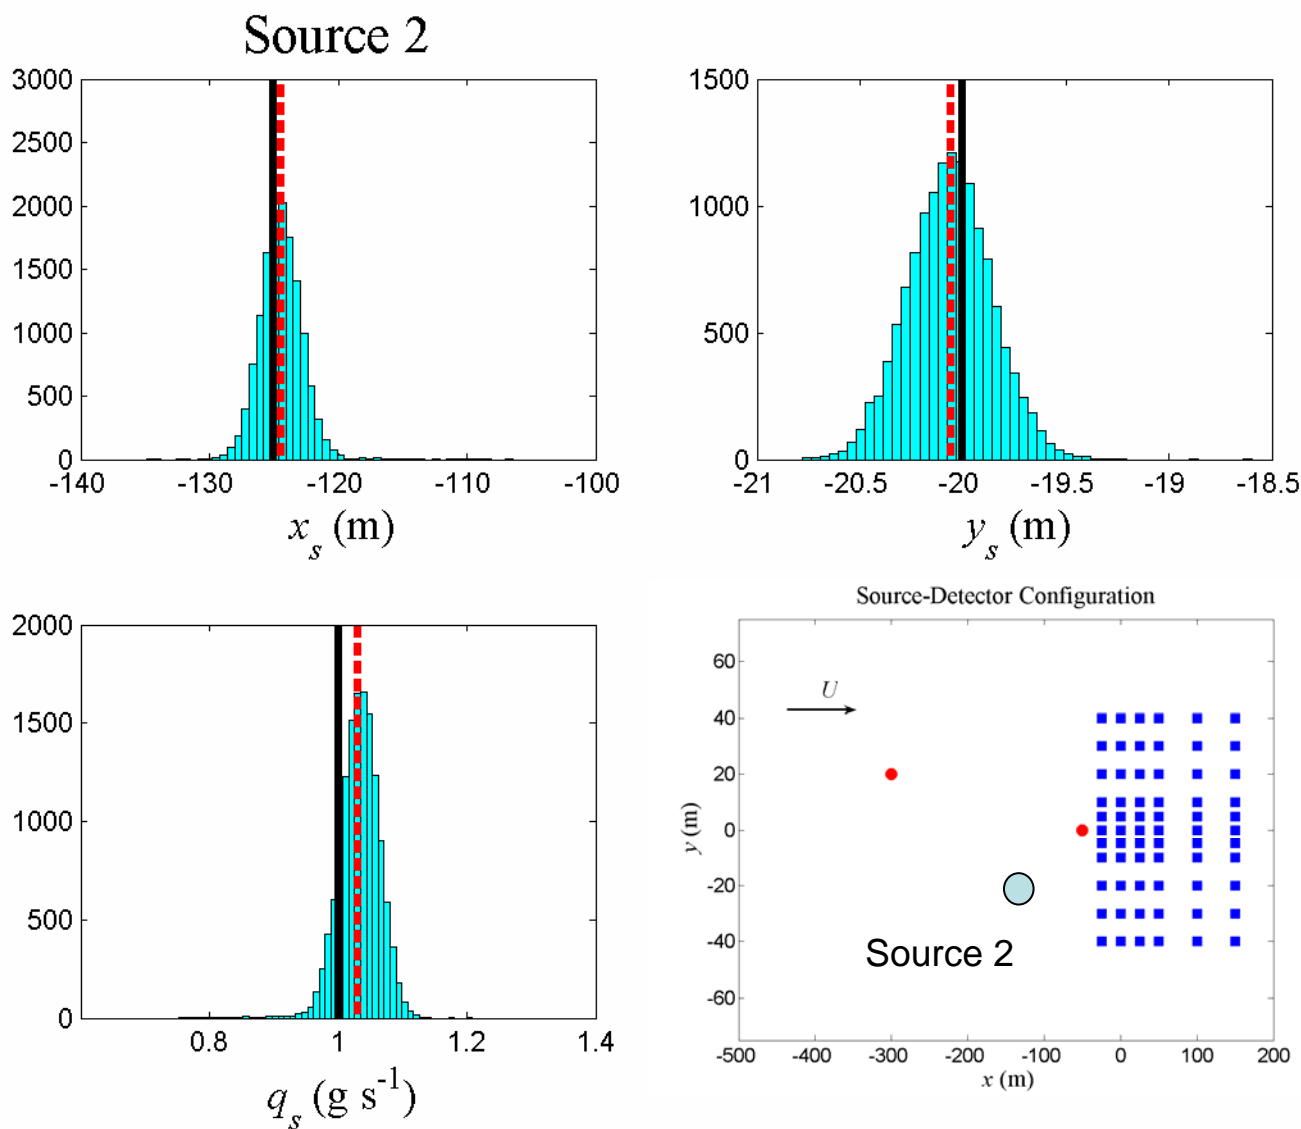 Source 2
3000
2500
2000
1500
1000
500
0
-140 -130 -120 -110 -100
x_s (m)
1500
1000
500
0
-21 -20.5 -20 -19.5 -19 -18.5
y_s (m)
2000
1500
1000
500
0
0.8 1 1.2 1.4
q_s (g s^-1)
Source-Detector Configuration
60
40
20
0
-20
-40
-60
y (m)
U
Source 2
-500 -400 -300 -200 -100 0 100 200
x (m)